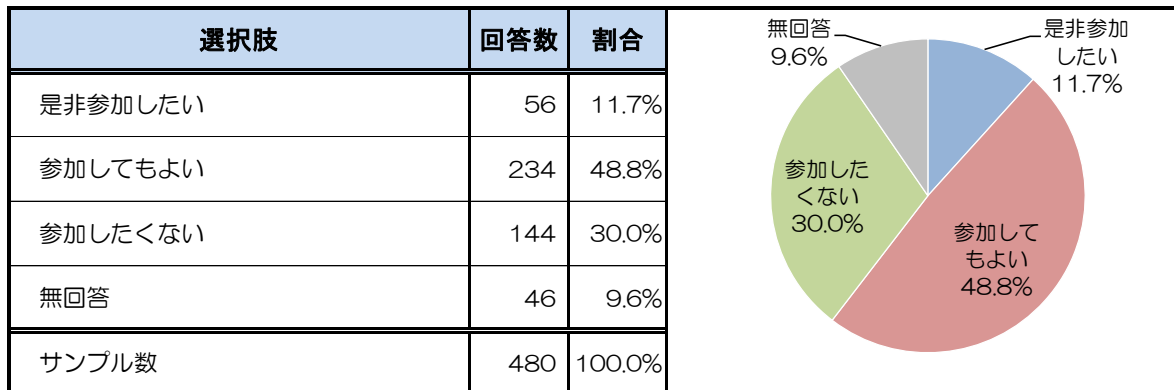 選択肢 回答数 割合
是非参加したい 56 11.7%
参加してもよい 234 48.8%
参加したくない 144 30.0%
無回答 46 9.6%
サンプル数 480 100.0%
無回答
9.6%
是非参加
したい
11.7%
参加した
くない
30.0%
参加して
もよい
48.8%